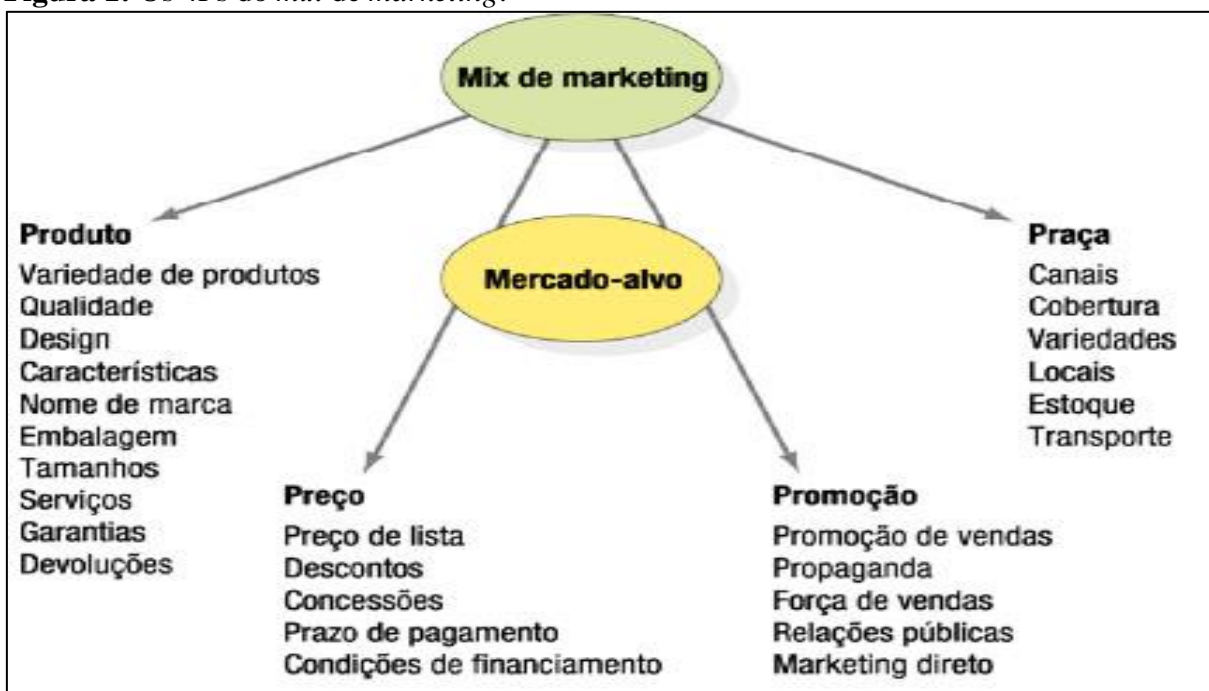 Mix de marketing
Mercado-alvo
Produto
Variedade de produtos
Qualidade
Design
Características
Nome de marca
Embalagem
Tamanhos
Serviços
Garantias
Devoluções
Preço
Preço de lista
Descontos
Concessões
Prazo de pagamento
Condições de financiamento
Promoção
Promoção de vendas
Propaganda
Força de vendas
Relações públicas
Marketing direto
Praça
Canais
Cobertura
Variedades
Locais
Estoque
Transporte